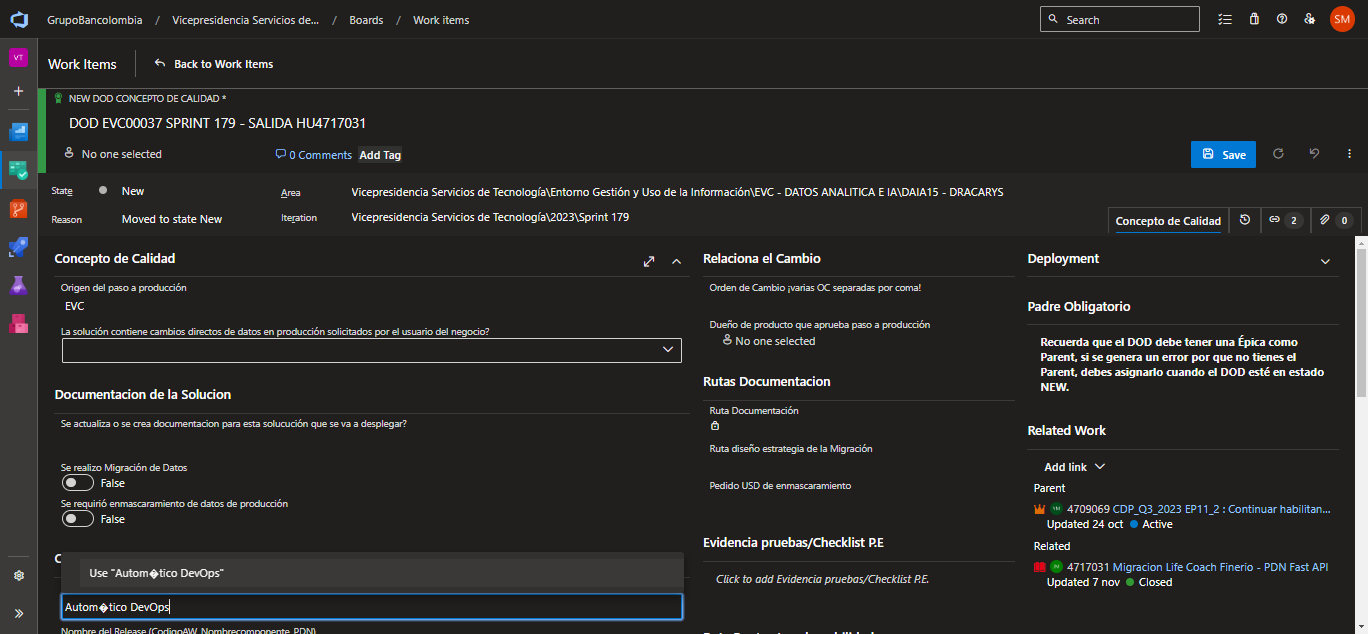 GrupoBancolombia / Vicepresidencia Servicios de... / Boards / Work items
Search
SM
VT
Work Items
Back to Work Items
NEW DOD CONCEPTO DE CALIDAD *
DOD EVC00037 SPRINT 179 - SALIDA HU4717031
No one selected
0 Comments
Add Tag
Save
State
New
Area
Vicepresidencia Servicios de Tecnología\Entorno Gestión y Uso de la Información\EVC - DATOS ANALITICA E IA\DAIA15 - DRACARYS
Reason
Moved to state New
Iteration
Vicepresidencia Servicios de Tecnología\2023\Sprint 179
Concepto de Calidad
2
0
Concepto de Calidad
Origen del paso a producción
EVC
La solución contiene cambios directos de datos en producción solicitados por el usuario del negocio?
Documentacion de la Solucion
Se actualiza o se crea documentacion para esta solucución que se va a desplegar?
Se realizo Migración de Datos
False
Se requirió enmascaramiento de datos de producción
False
C
Use "Autom�tico DevOps"
Autom�tico DevOps
Nombre del Release (CodigoAW_Nombrecomponente_PDN)
Relaciona el Cambio
Orden de Cambio ¡varias OC separadas por coma!
Dueño de producto que aprueba paso a producción
No one selected
Rutas Documentacion
Ruta Documentación
Ruta diseño estrategia de la Migración
Pedido USD de enmascaramiento
Evidencia pruebas/Checklist P.E
Click to add Evidencia pruebas/Checklist P.E.
Deployment
Padre Obligatorio
Recuerda que el DOD debe tener una Épica como
Parent, si se genera un error por que no tienes el
Parent, debes asignarlo cuando el DOD esté en estado
NEW.
Related Work
Add link
Parent
YM 4709069 CDP_Q3_2023 EP11_2 : Continuar habilitan...
Updated 24 oct Active
Related
4717031 Migracion Life Coach Finerio - PDN Fast API
Updated 7 nov Closed